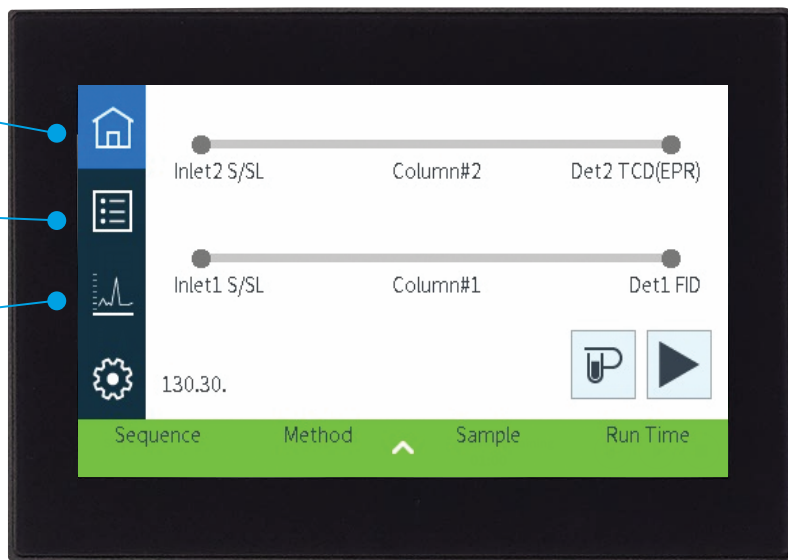 Inlet2 S/SL Column#2 Det2 TCD(EPR)
Inlet1 S/SL Column#1 Det1 FID
130.30.
Sequence Method Sample Run Time